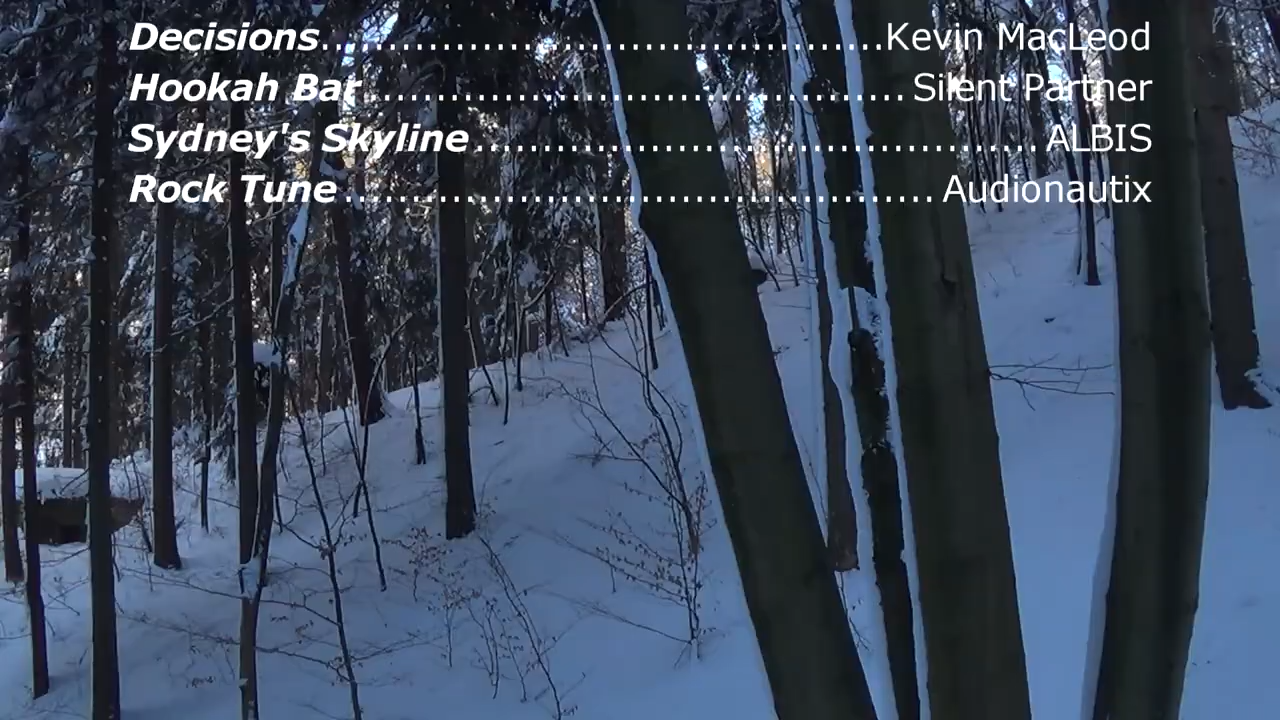 Decisions..........................................Kevin MacLeod
Hookah Bar........................................Silent Partner
Sydney's Skyline..........................................ALBIS
Rock Tune............................................Audionautix